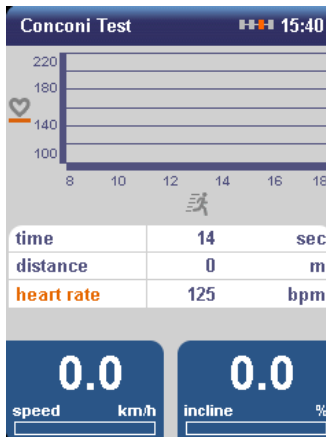 Conconi Test 15:40
220
180
140
100
8 10 12 14 16 18
time 14 sec
distance 0 m
heart rate 125 bpm
0.0 0.0
speed km/h incline %